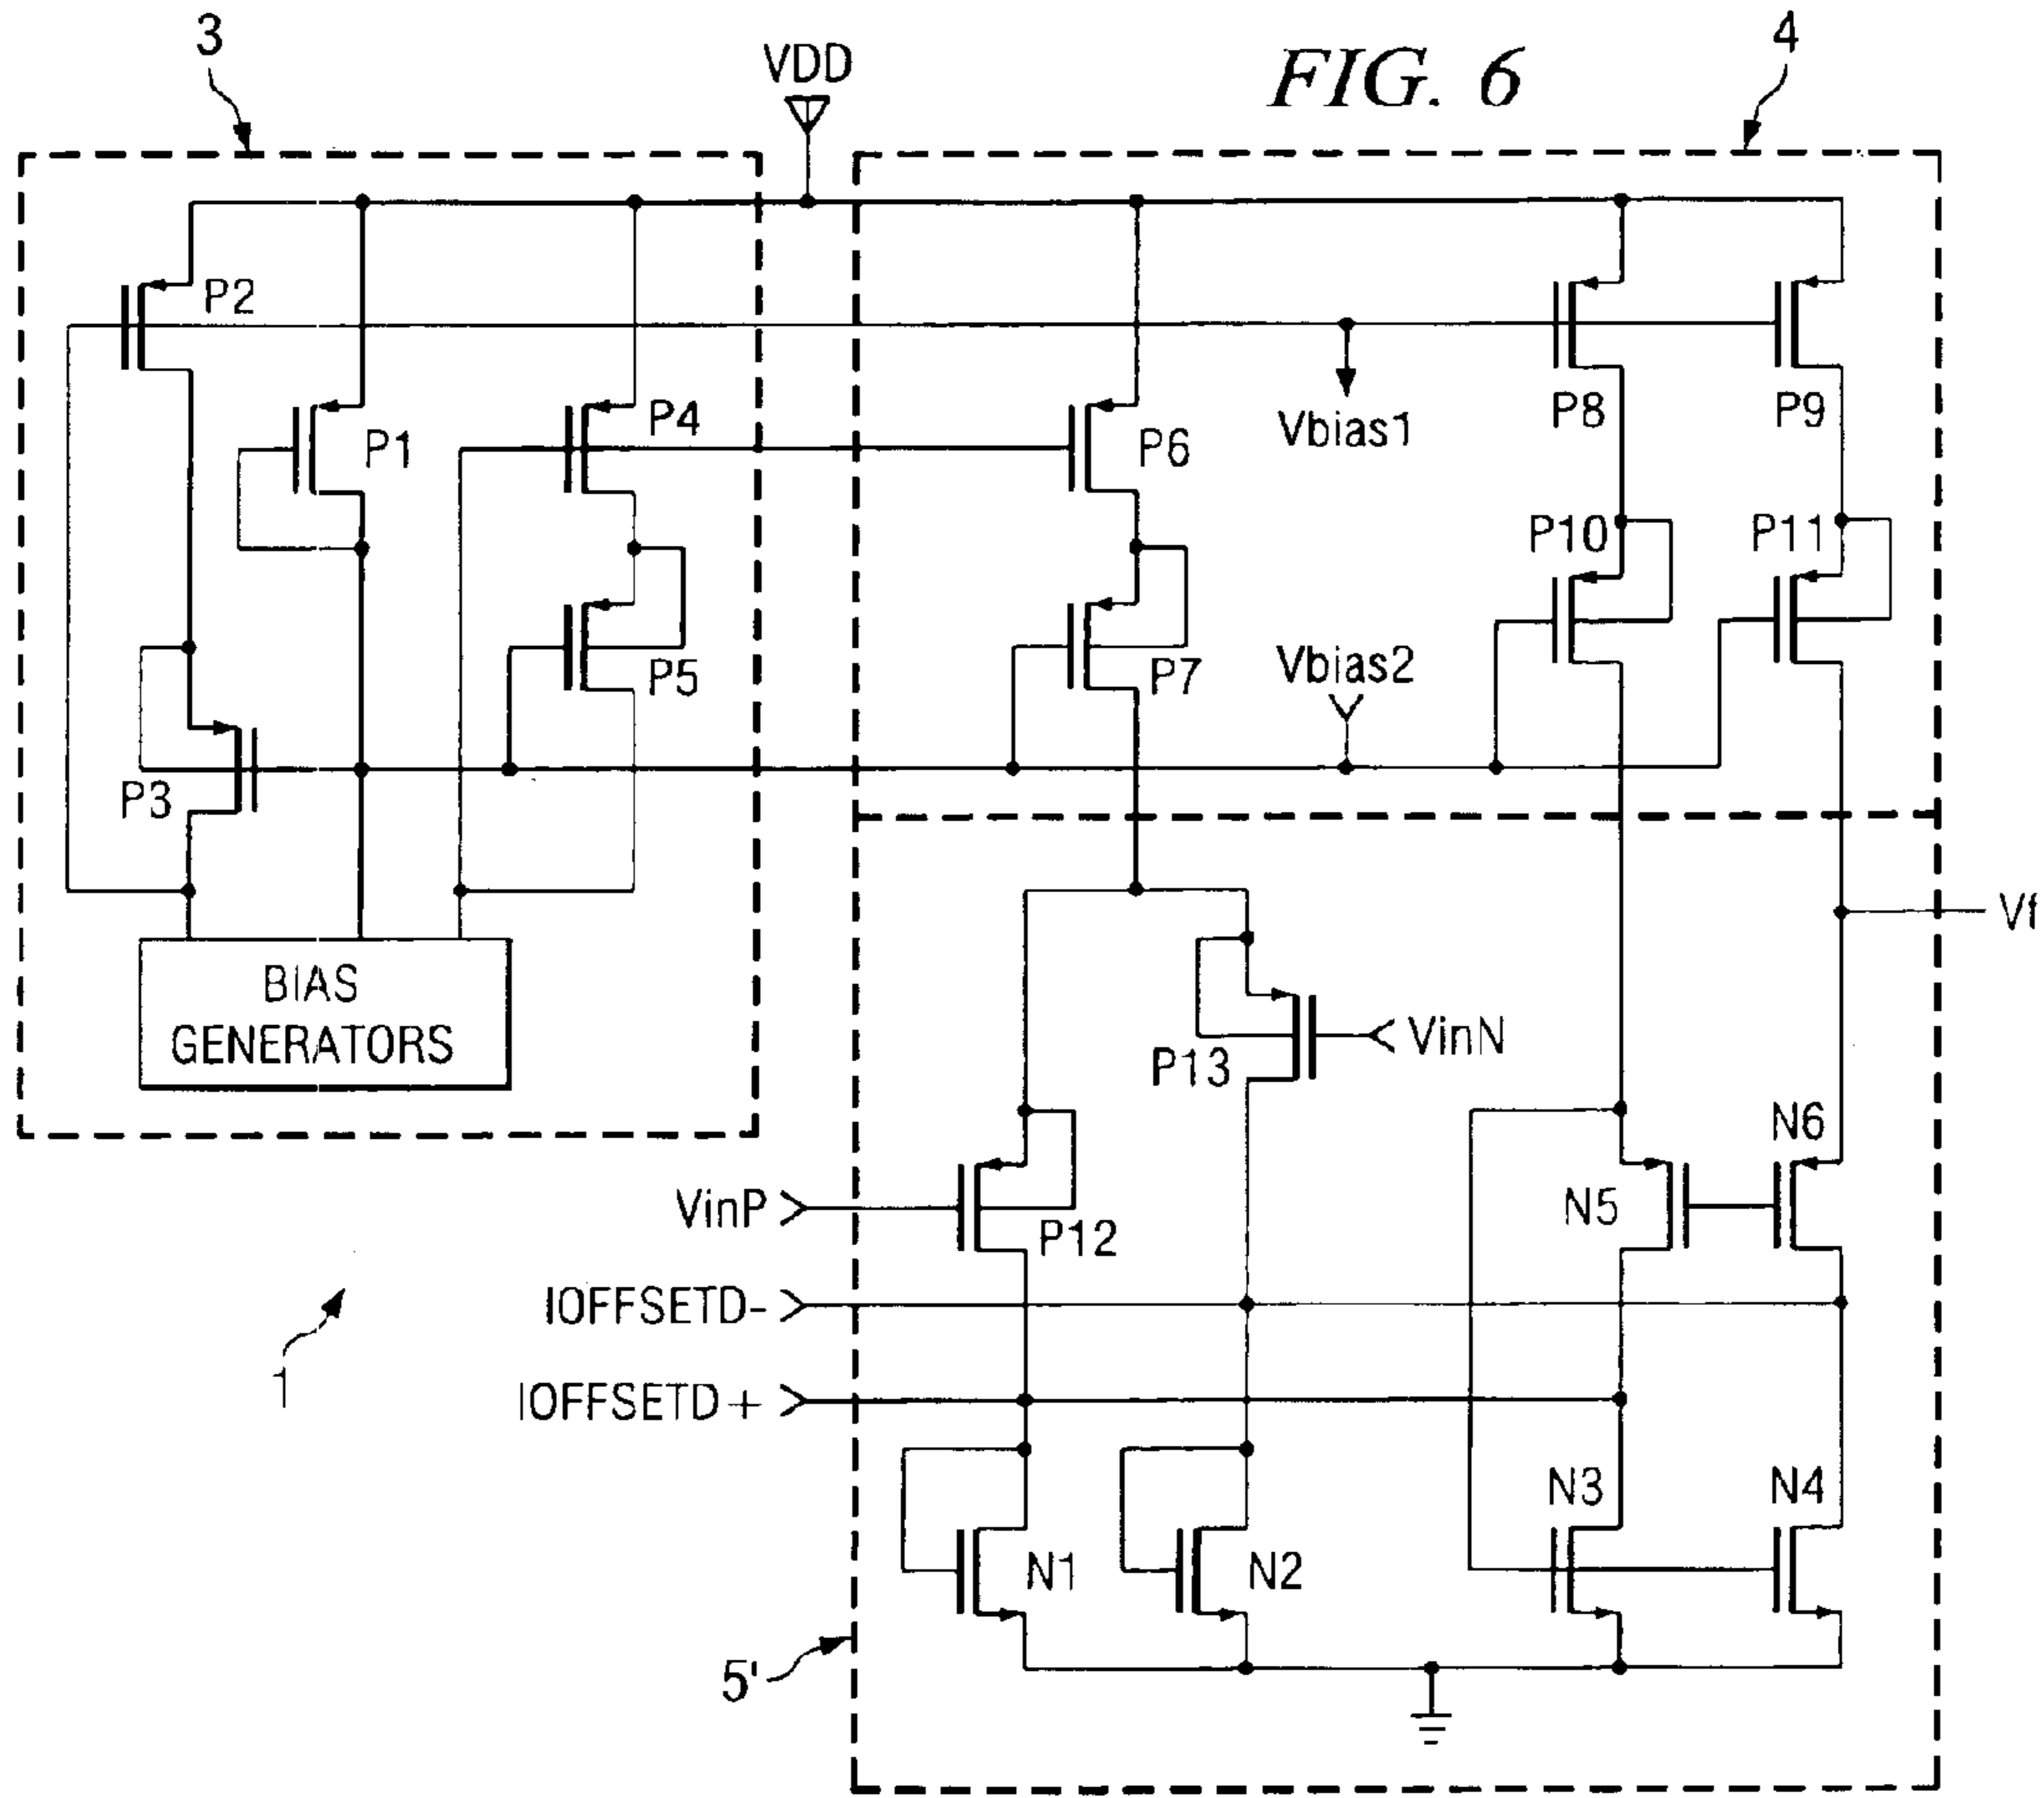 3
VDD
FIG. 6
4
P2
P1
P4
P6
Vbias1
P8
P9
P10
P11
P5
P7
Vbias2
P3
Vf
BIAS
GENERATORS
P13
VinN
N6
VinP
P12
N5
IOFFSETD-
1
IOFFSETD+
N3
N4
N1
N2
5'